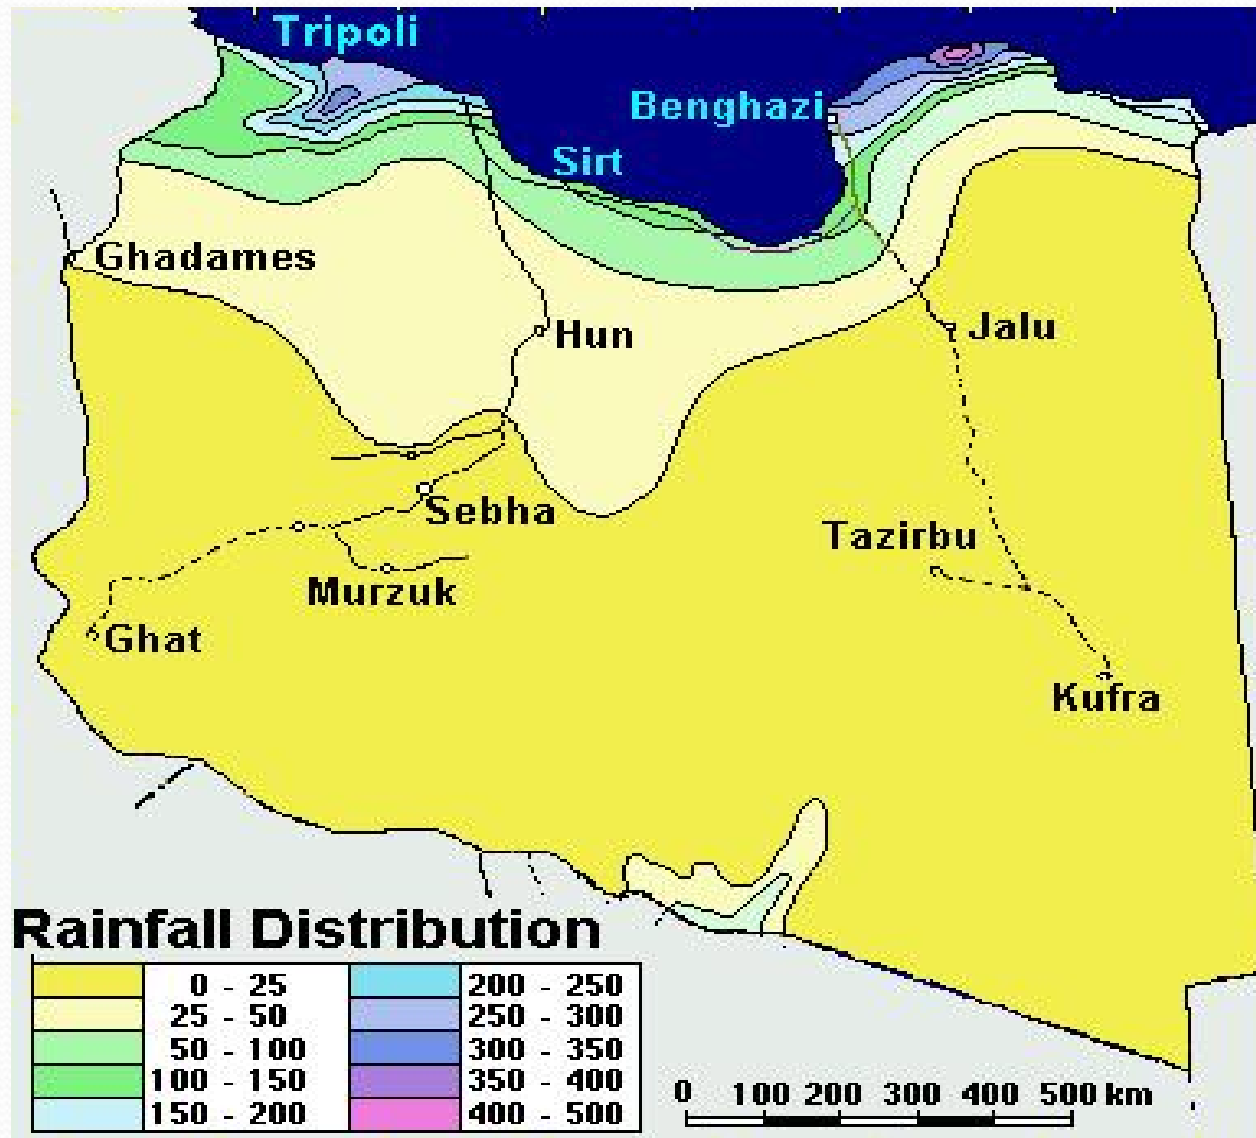 Tripoli
Benghazi
Sirt
Ghadames
Hun
Jalu
Sebha
Tazirbu
Murzuk
Ghat
Kufra
Rainfall Distribution
0 - 25
200 - 250
25 - 50
250 - 300
50 - 100
300 - 350
100 - 150
350 - 400
150 - 200
400 - 500
0 100 200 300 400 500 km